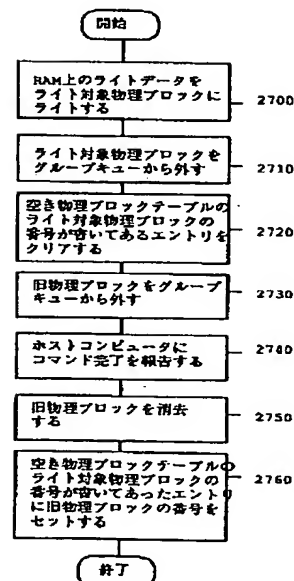 開始
RAM上のライトデータを
ライト対象物理ブロックに
ライトする
2700
ライト対象物理ブロックを
グループキューから外す
2710
空き物理ブロックテーブルの
ライト対象物理ブロックの
番号が書いてあるエントリを
クリアする
2720
旧物理ブロックをグループ
キューから外す
2730
ホストコンピュータに
コマンド完了を報告する
2740
旧物理ブロックを消去
する
2750
空き物理ブロックテーブルの
ライト対象物理ブロックの
番号が書いてあったエントリ
に旧物理ブロックの番号を
セットする
2760
終了